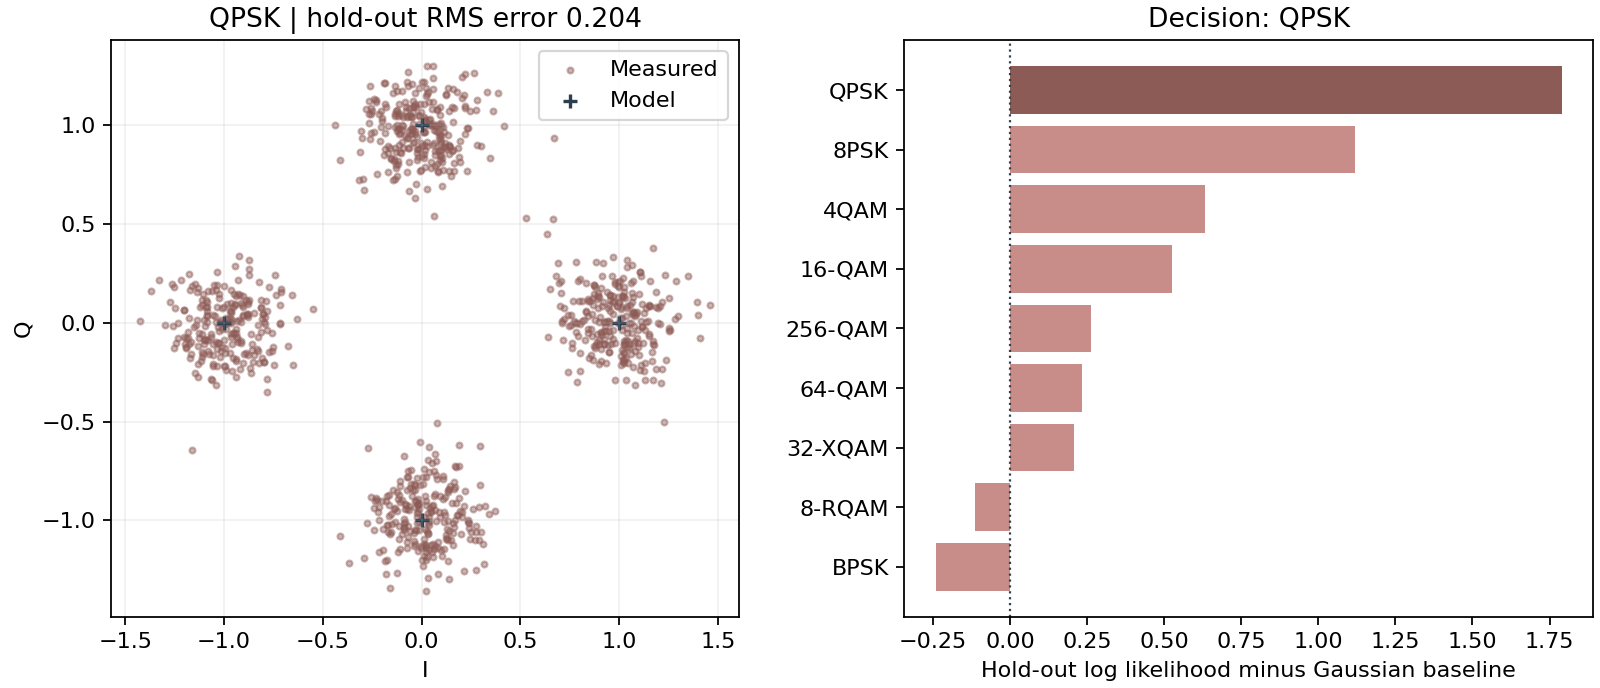 QPSK | hold-out RMS error 0.204
Measured
Model
1.0
0.5
0.0
−0.5
−1.0
Q
−1.5
−1.0
−0.5
0.0
0.5
1.0
1.5
I
Decision: QPSK
QPSK
8PSK
4QAM
16-QAM
256-QAM
64-QAM
32-XQAM
8-RQAM
BPSK
−0.25
0.00
0.25
0.50
0.75
1.00
1.25
1.50
1.75
Hold-out log likelihood minus Gaussian baseline